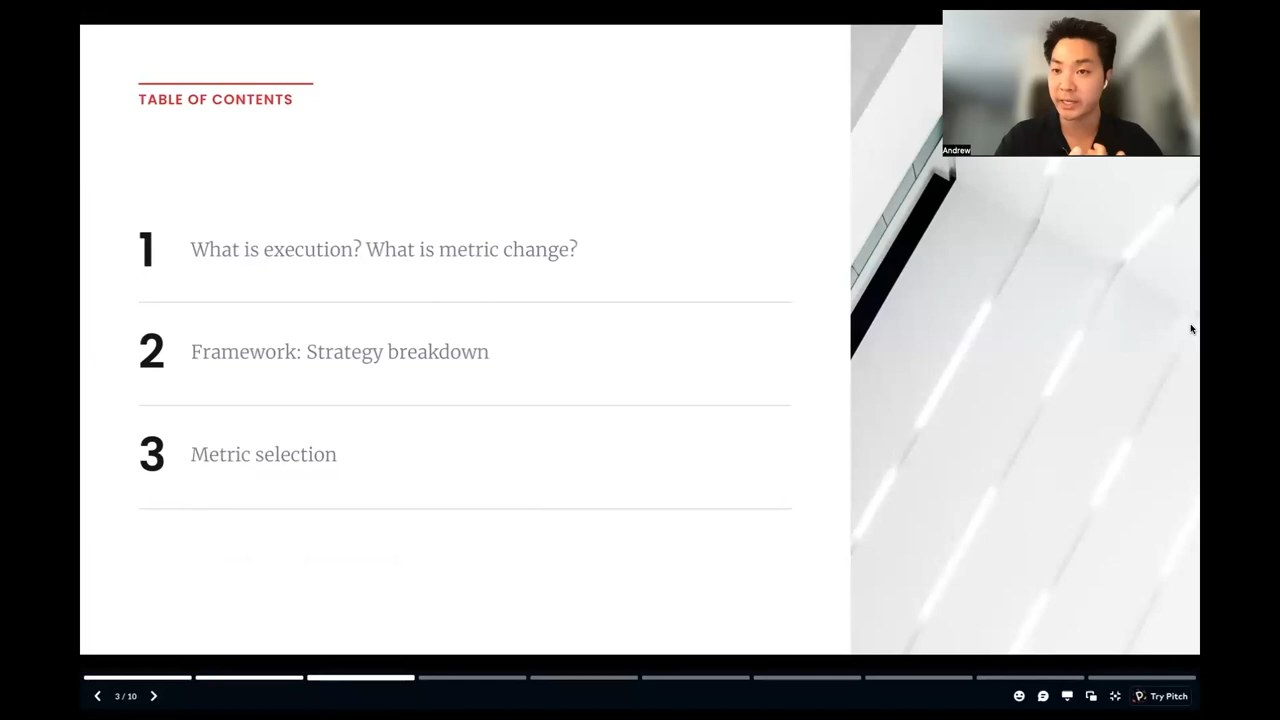 TABLE OF CONTENTS
Andrew
1 What is execution? What is metric change?
2 Framework: Strategy breakdown
3 Metric selection
3 / 10
Try Pitch